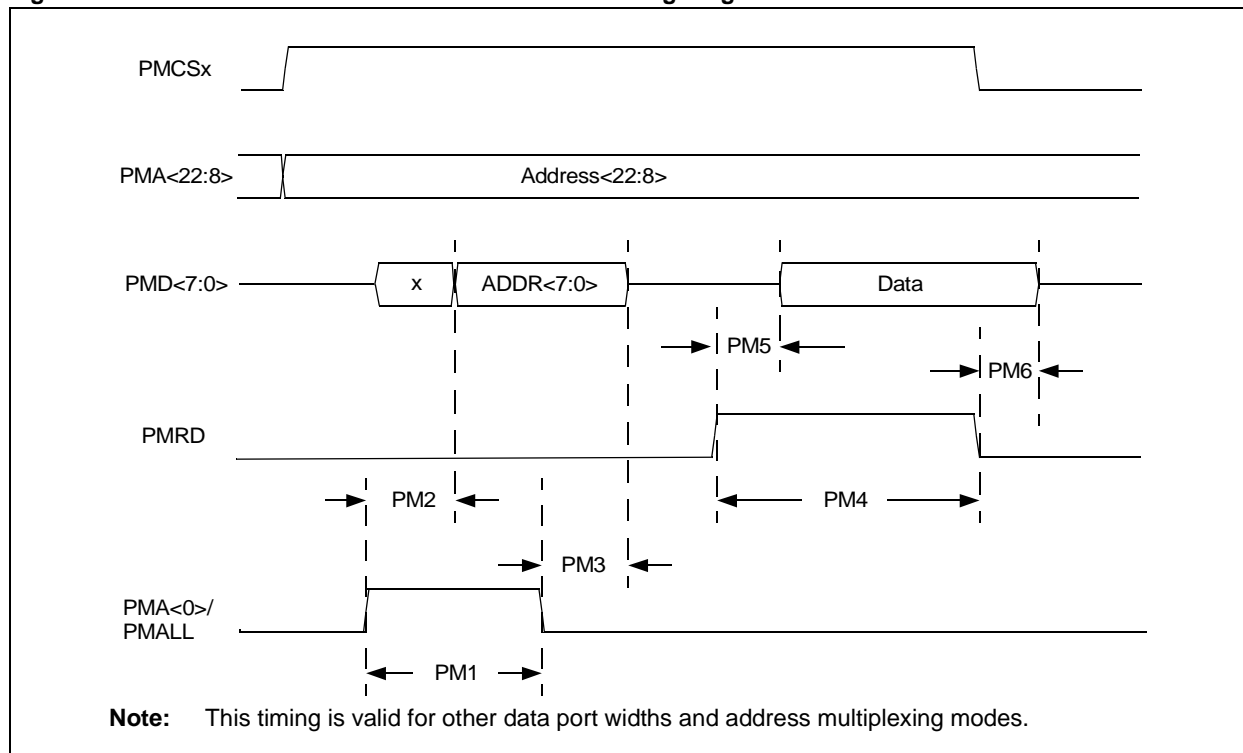 PMCSx
PMA<22:8>
Address<22:8>
PMD<7:0>
x
ADDR<7:0>
Data
PM5
PM6
PMRD
PM2
PM4
PM3
PMA<0>/
PMALL
PM1
Note: This timing is valid for other data port widths and address multiplexing modes.